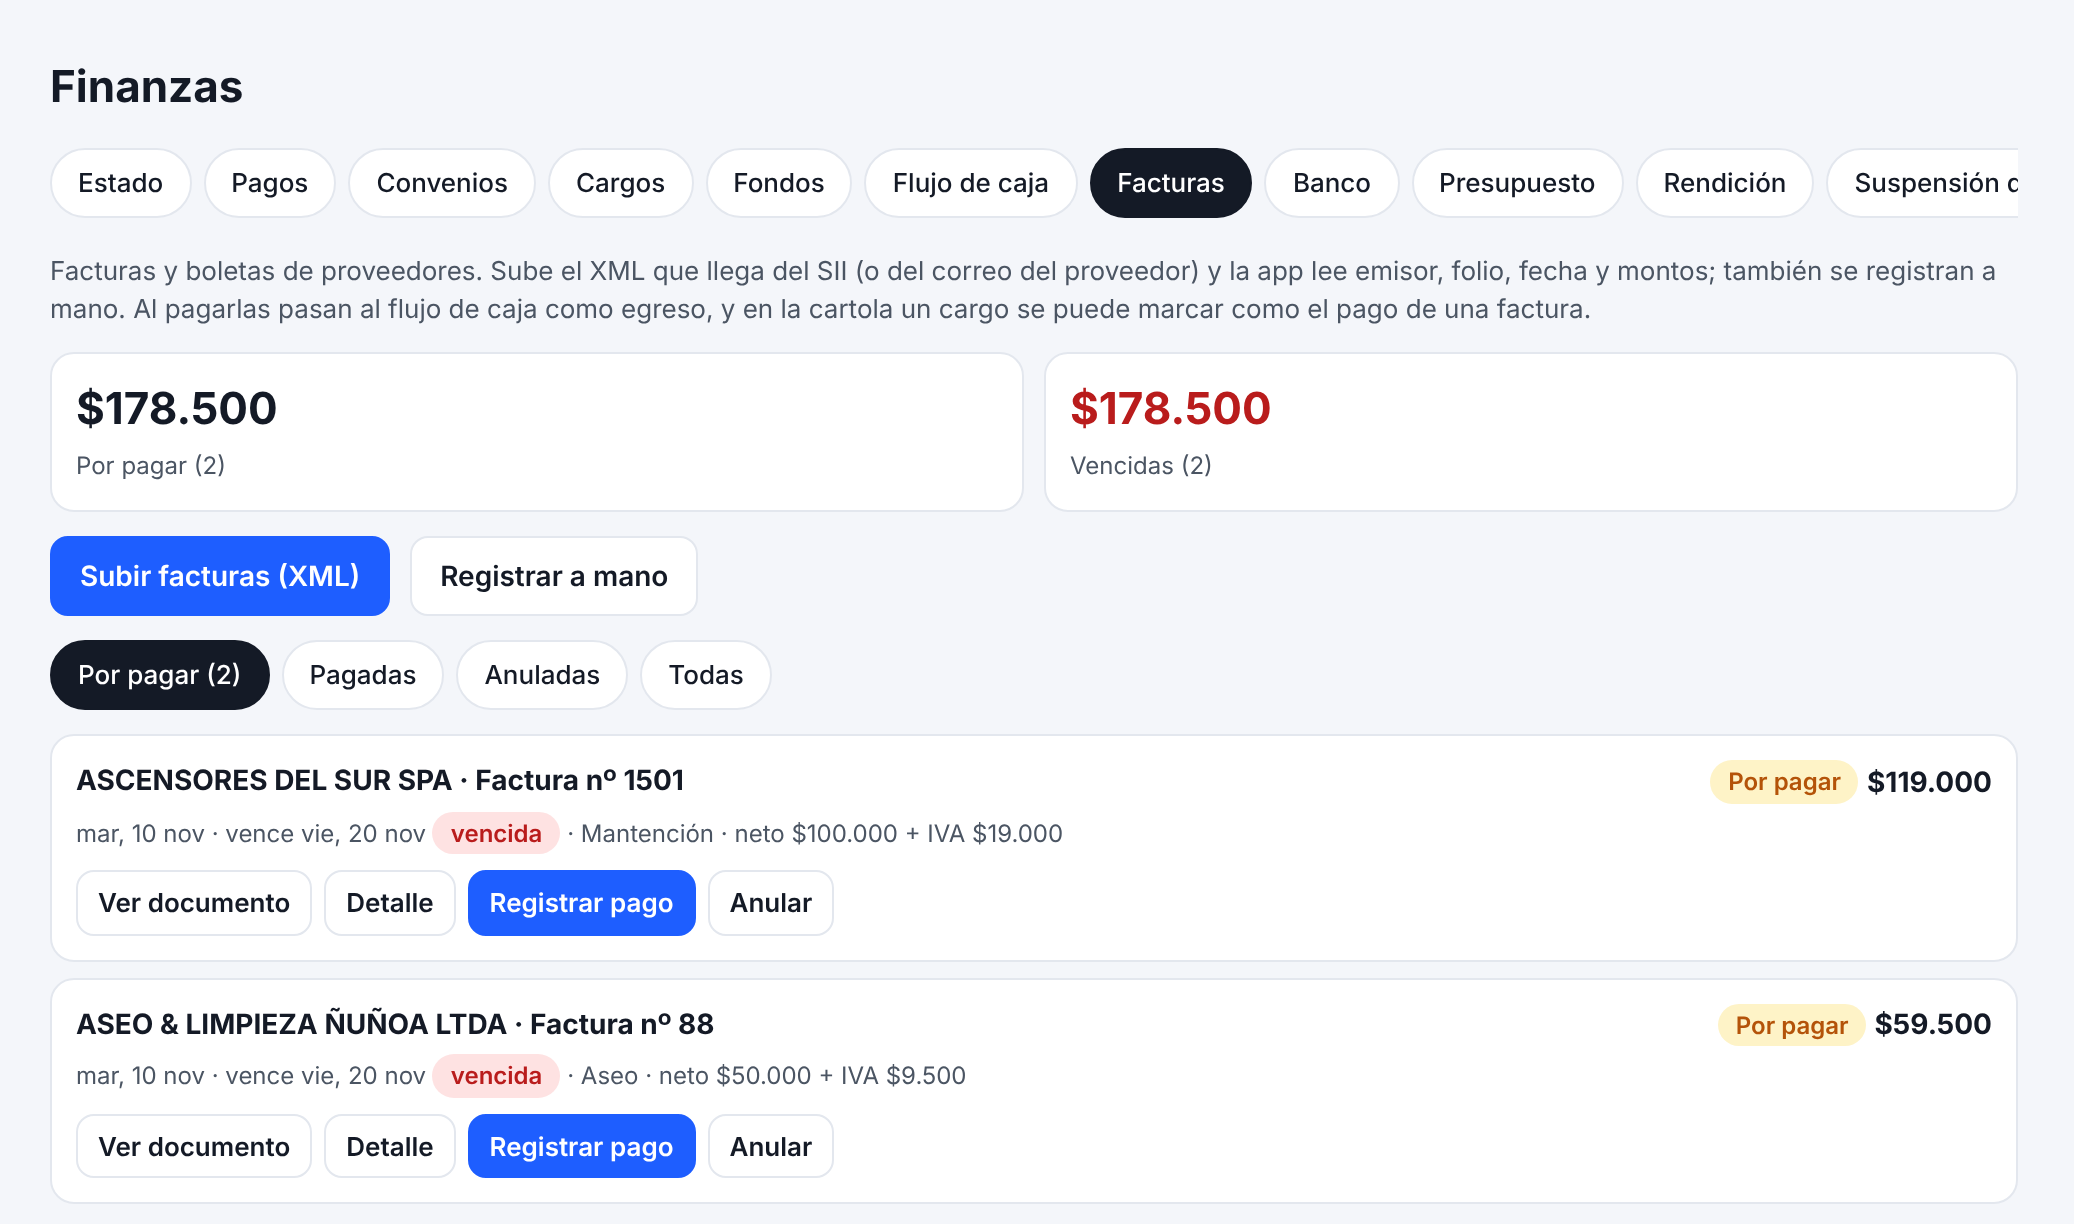 Finanzas
Estado
Pagos
Convenios
Cargos
Fondos
Flujo de caja
Facturas
Banco
Presupuesto
Rendición
Suspensión
Facturas y boletas de proveedores. Sube el XML que llega del SII (o del correo del proveedor) y la app lee emisor, folio, fecha y montos; también se registran a
mano. Al pagarlas pasan al flujo de caja como egreso, y en la cartola un cargo se puede marcar como el pago de una factura.
$178.500
Por pagar (2)
$178.500
Vencidas (2)
Subir facturas (XML)
Registrar a mano
Por pagar (2)
Pagadas
Anuladas
Todas
ASCENSORES DEL SUR SPA · Factura nº 1501
Por pagar $119.000
mar, 10 nov · vence vie, 20 nov vencida · Mantención · neto $100.000 + IVA $19.000
Ver documento
Detalle
Registrar pago
Anular
ASEO & LIMPIEZA ÑUÑOA LTDA · Factura nº 88
Por pagar $59.500
mar, 10 nov · vence vie, 20 nov vencida · Aseo · neto $50.000 + IVA $9.500
Ver documento
Detalle
Registrar pago
Anular